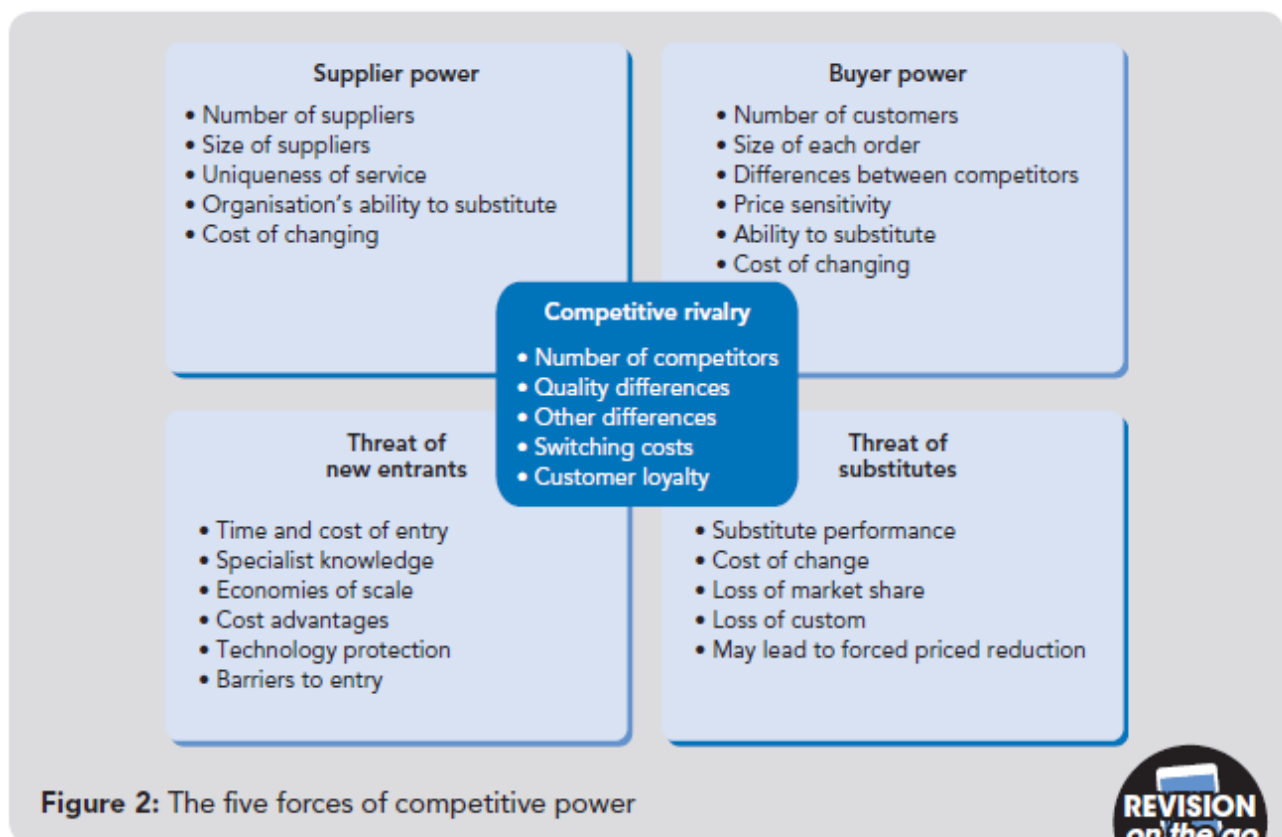 Supplier power
• Number of suppliers
• Size of suppliers
• Uniqueness of service
• Organisation's ability to substitute
• Cost of changing
Buyer power
• Number of customers
• Size of each order
• Differences between competitors
• Price sensitivity
• Ability to substitute
• Cost of changing
Competitive rivalry
• Number of competitors
• Quality differences
• Other differences
• Switching costs
• Customer loyalty
Threat of
new entrants
• Time and cost of entry
• Specialist knowledge
• Economies of scale
• Cost advantages
• Technology protection
• Barriers to entry
Threat of
substitutes
• Substitute performance
• Cost of change
• Loss of market share
• Loss of custom
• May lead to forced priced reduction
Figure 2: The five forces of competitive power
REVISION
on the go